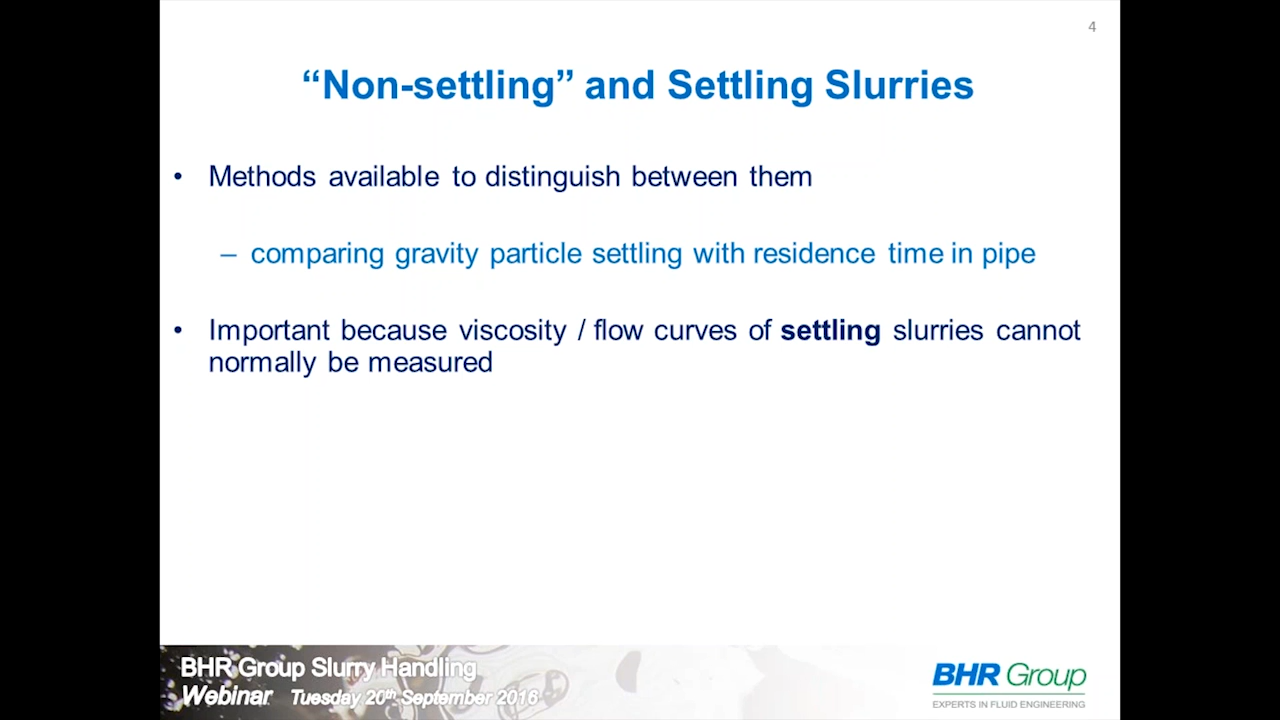 4
“Non-settling” and Settling Slurries
• Methods available to distinguish between them
– comparing gravity particle settling with residence time in pipe
• Important because viscosity / flow curves of settling slurries cannot
normally be measured
BHR Group Slurry Handling
Webinar Tuesday 20th September 2016
BHR Group
EXPERTS IN FLUID ENGINEERING